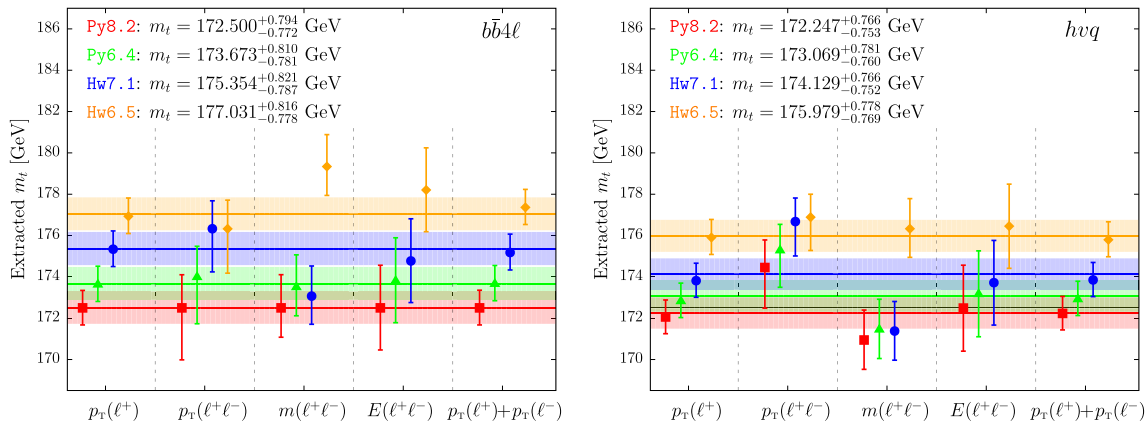 Py8.2: m_t = 172.500^{+0.794}_{-0.772} GeV
Py6.4: m_t = 173.673^{+0.810}_{-0.781} GeV
Hw7.1: m_t = 175.354^{+0.821}_{-0.787} GeV
Hw6.5: m_t = 177.031^{+0.816}_{-0.778} GeV
bb̄4ℓ
Extracted m_t [GeV]
186
184
182
180
178
176
174
172
170
p_T(ℓ⁺) p_T(ℓ⁺ℓ⁻) m(ℓ⁺ℓ⁻) E(ℓ⁺ℓ⁻) p_T(ℓ⁺)+p_T(ℓ⁻)
Py8.2: m_t = 172.247^{+0.766}_{-0.753} GeV
Py6.4: m_t = 173.069^{+0.781}_{-0.760} GeV
Hw7.1: m_t = 174.129^{+0.766}_{-0.752} GeV
Hw6.5: m_t = 175.979^{+0.778}_{-0.769} GeV
hvq
Extracted m_t [GeV]
186
184
182
180
178
176
174
172
170
p_T(ℓ⁺) p_T(ℓ⁺ℓ⁻) m(ℓ⁺ℓ⁻) E(ℓ⁺ℓ⁻) p_T(ℓ⁺)+p_T(ℓ⁻)